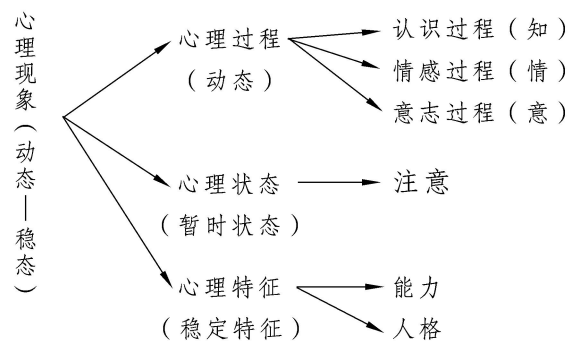 心理现象（动态—稳态）
心理过程
（动态）
认识过程（知）
情感过程（情）
意志过程（意）
心理状态
（暂时状态）
注意
心理特征
（稳定特征）
能力
人格